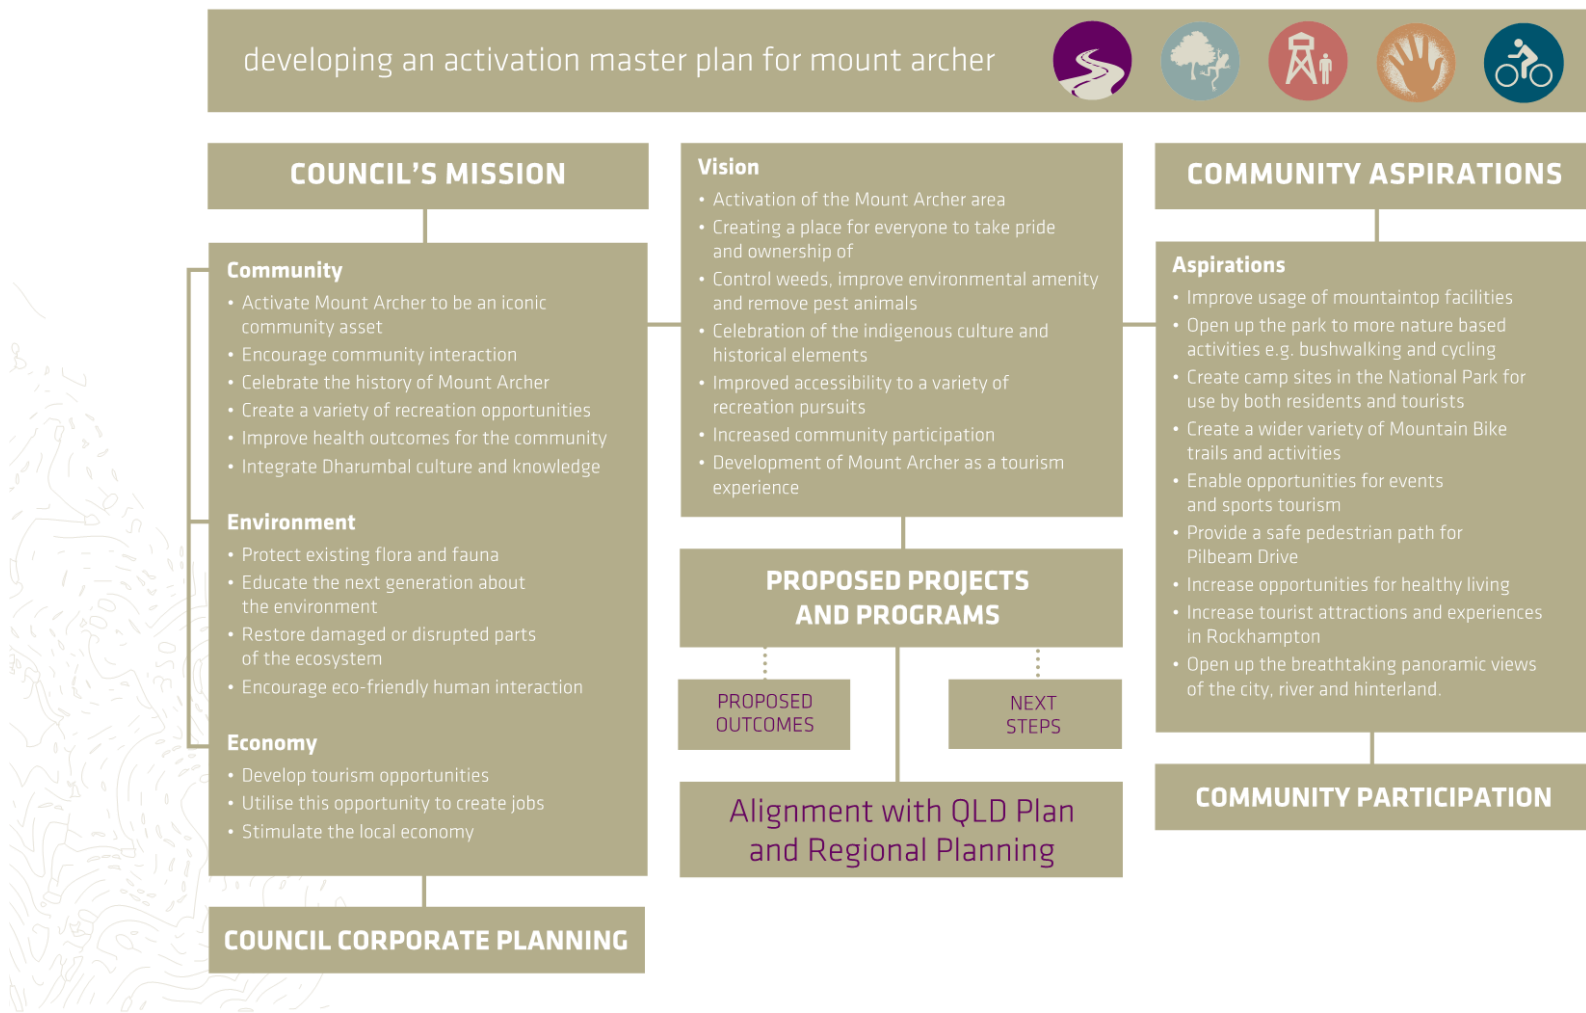 developing an activation master plan for mount archer
COUNCIL’S MISSION
Community
• Activate Mount Archer to be an iconic
community asset
• Encourage community interaction
• Celebrate the history of Mount Archer
• Create a variety of recreation opportunities
• Improve health outcomes for the community
• Integrate Dharumbal culture and knowledge
Environment
• Protect existing flora and fauna
• Educate the next generation about
the environment
• Restore damaged or disrupted parts
of the ecosystem
• Encourage eco-friendly human interaction
Economy
• Develop tourism opportunities
• Utilise this opportunity to create jobs
• Stimulate the local economy
COUNCIL CORPORATE PLANNING
Vision
• Activation of the Mount Archer area
• Creating a place for everyone to take pride
and ownership of
• Control weeds, improve environmental amenity
and remove pest animals
• Celebration of the indigenous culture and
historical elements
• Improved accessibility to a variety of
recreation pursuits
• Increased community participation
• Development of Mount Archer as a tourism
experience
PROPOSED PROJECTS
AND PROGRAMS
PROPOSED
OUTCOMES
NEXT
STEPS
Alignment with QLD Plan
and Regional Planning
COMMUNITY ASPIRATIONS
Aspirations
• Improve usage of mountaintop facilities
• Open up the park to more nature based
activities e.g. bushwalking and cycling
• Create camp sites in the National Park for
use by both residents and tourists
• Create a wider variety of Mountain Bike
trails and activities
• Enable opportunities for events
and sports tourism
• Provide a safe pedestrian path for
Pilbeam Drive
• Increase opportunities for healthy living
• Increase tourist attractions and experiences
in Rockhampton
• Open up the breathtaking panoramic views
of the city, river and hinterland.
COMMUNITY PARTICIPATION